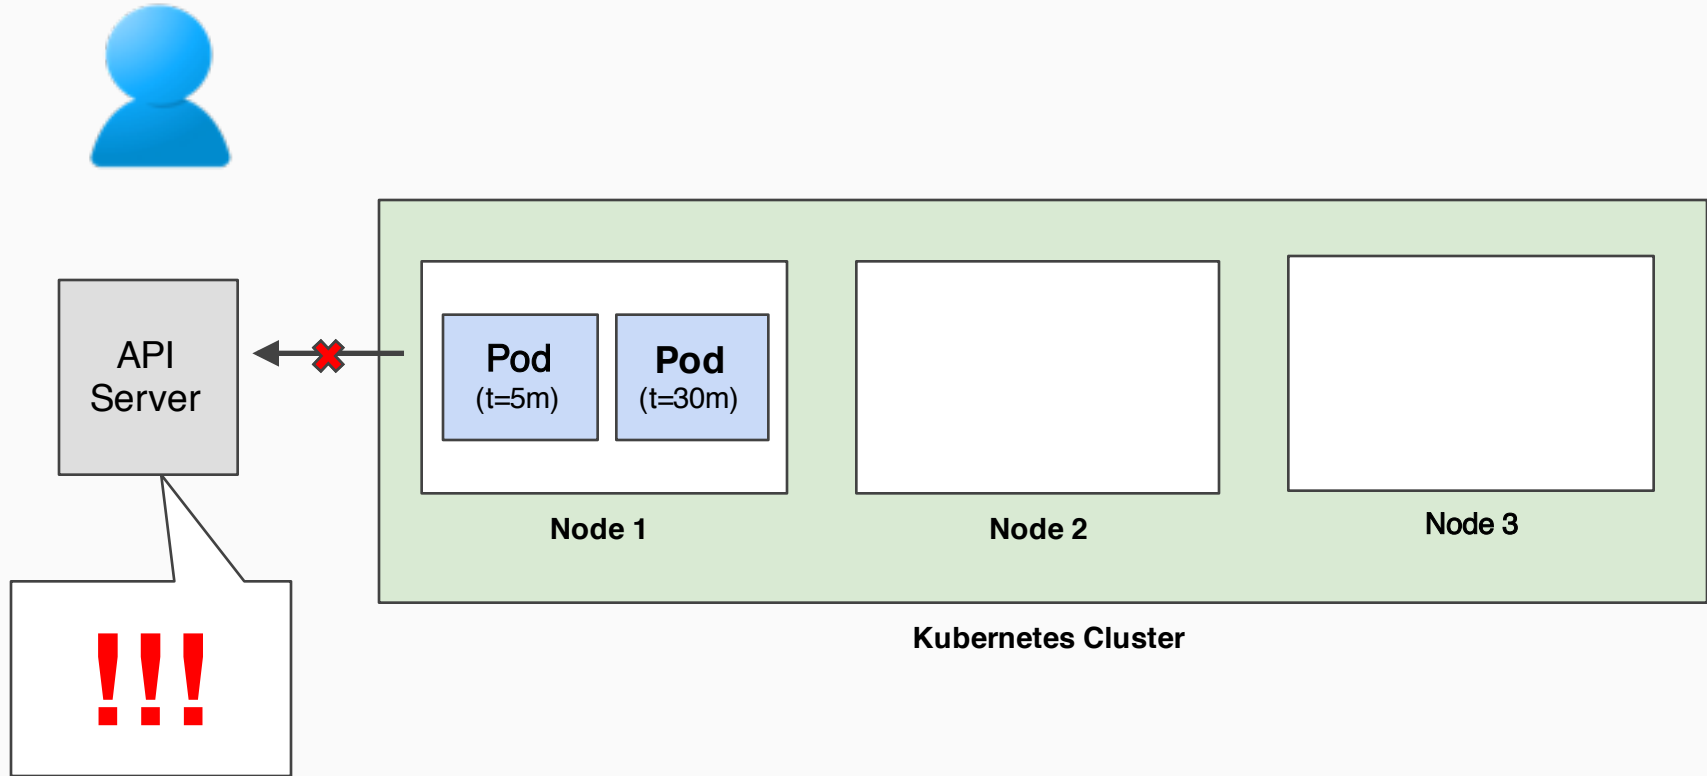 API
Server
Pod
(t=5m)
Pod
(t=30m)
Node 1
Node 2
Node 3
Kubernetes Cluster
!!!